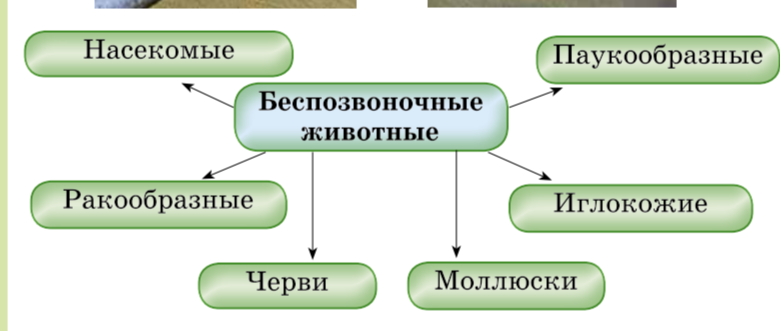 Насекомые
Паукообразные
Беспозвоночные
животные
Ракообразные
Иглокожие
Черви
Моллюски